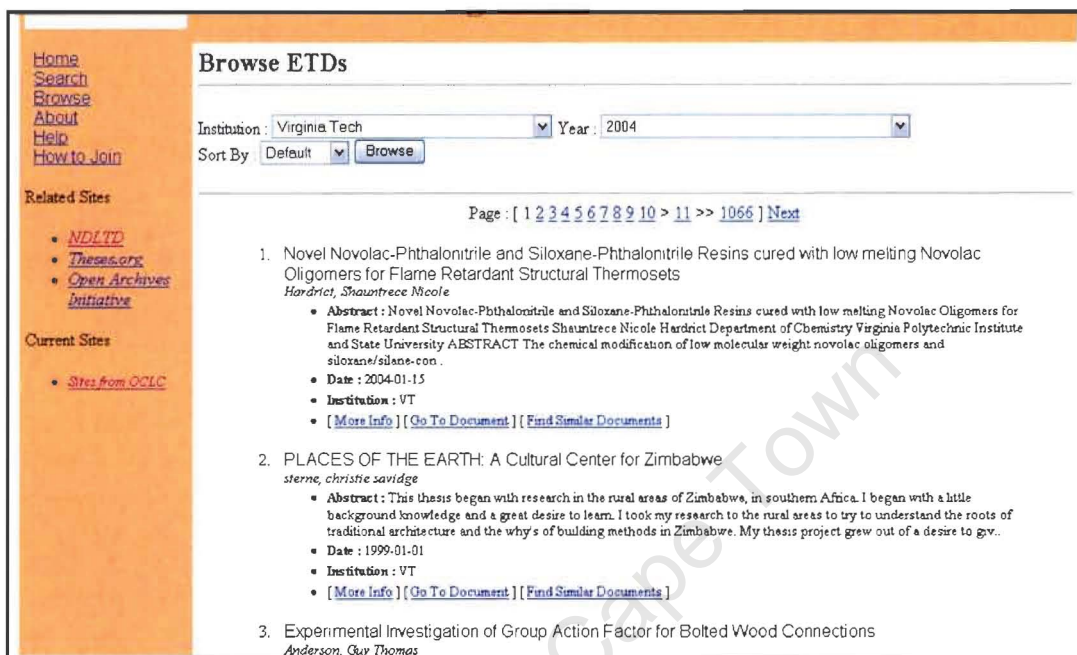 Home
Search
Browse
About
Help
How to Join
Related Sites
• NDLTD
• Theses.org
• Open Archives
Initiative
Current Sites
• Sites from OCLC
Browse ETDs
Institution : Virginia Tech Year : 2004
Sort By : Default Browse
Page : [ 1 2 3 4 5 6 7 8 9 10 > 11 >> 1066 ] Next
1. Novel Novolac-Phthalonitrile and Siloxane-Phthalonitrile Resins cured with low melting Novolac
Oligomers for Flame Retardant Structural Thermosets
Hardrict, Shauntrece Nicole
• Abstract : Novel Novolac-Phthalonitrile and Siloxane-Phthalonitrile Resins cured with low melting Novolac Oligomers for
Flame Retardant Structural Thermosets Shauntrece Nicole Hardrict Department of Chemistry Virginia Polytechnic Institute
and State University ABSTRACT The chemical modification of low molecular weight novolac oligomers and
siloxane/silane-con .
• Date : 2004-01-15
• Institution : VT
• [ More Info ] [ Go To Document ] [ Find Similar Documents ]
2. PLACES OF THE EARTH: A Cultural Center for Zimbabwe
sterne, christie savidge
• Abstract : This thesis began with research in the rural areas of Zimbabwe, in southern Africa. I began with a little
background knowledge and a great desire to learn. I took my research to the rural areas to try to understand the roots of
traditional architecture and the why's of building methods in Zimbabwe. My thesis project grew out of a desire to giv..
• Date : 1999-01-01
• Institution : VT
• [ More Info ] [ Go To Document ] [ Find Similar Documents ]
3. Experimental Investigation of Group Action Factor for Bolted Wood Connections
Anderson, Guy Thomas
Cape Town